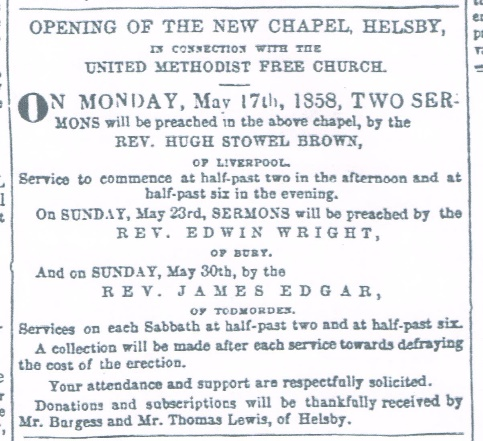 OPENING OF THE NEW CHAPEL, HELSBY,
IN CONNECTION WITH THE
UNITED METHODIST FREE CHURCH.
ON MONDAY, May 17th, 1858, TWO SER-
MONS will be preached in the above chapel, by the
REV. HUGH STOWEL BROWN,
OF LIVERPOOL.
Service to commence at half-past two in the afternoon and at
half-past six in the evening.
On SUNDAY, May 23rd, SERMONS will be preached by the
REV. EDWIN WRIGHT,
OF BURY.
And on SUNDAY, May 30th, by the
REV. JAMES EDGAR,
OF TODMORDEN.
Services on each Sabbath at half-past two and at half-past six.
A collection will be made after each service towards defraying
the cost of the erection.
Your attendance and support are respectfully solicited.
Donations and subscriptions will be thankfully received by
Mr. Burgess and Mr. Thomas Lewis, of Helsby.